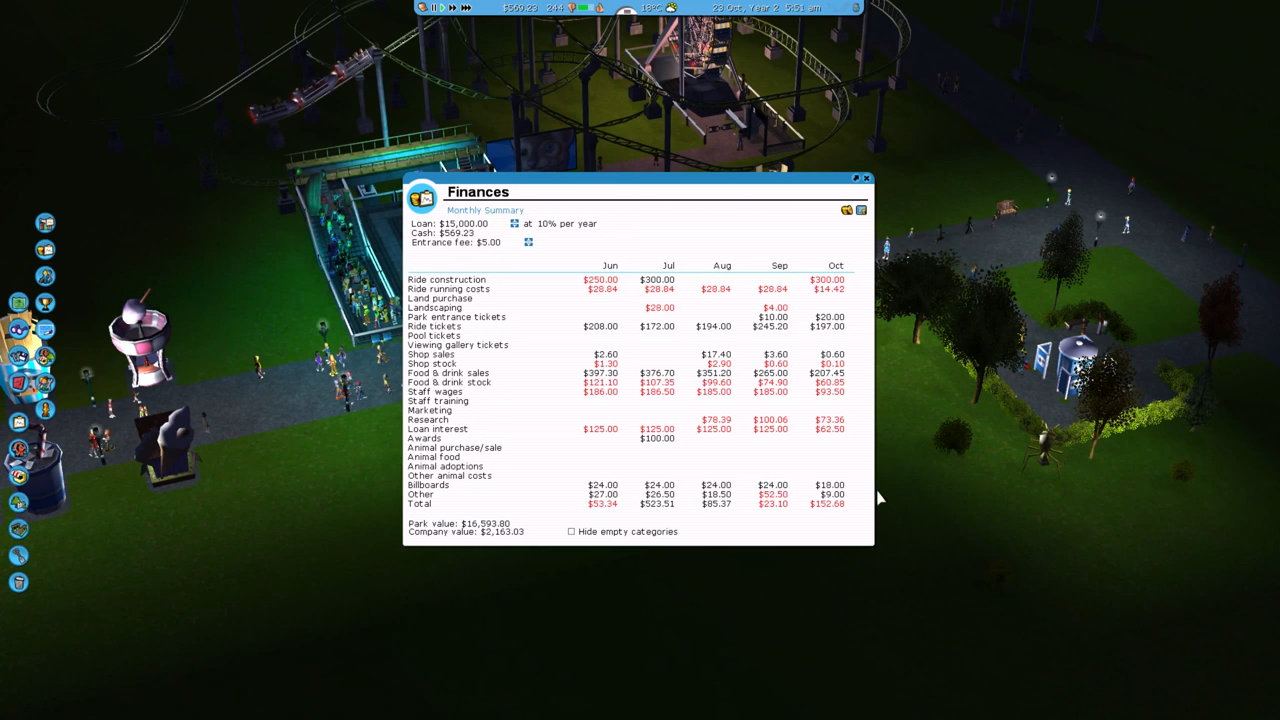 $569.23 244 18°C 23 Oct, Year 2 5:51 am
Finances
Monthly Summary
Loan: $15,000.00 at 10% per year
Cash: $569.23
Entrance fee: $5.00
Jun Jul Aug Sep Oct
Ride construction $250.00 $300.00 $300.00
Ride running costs $28.84 $28.84 $28.84 $28.84 $14.42
Land purchase
Landscaping $28.00 $4.00
Park entrance tickets $10.00 $20.00
Ride tickets $208.00 $172.00 $194.00 $245.20 $197.00
Pool tickets
Viewing gallery tickets
Shop sales $2.60 $17.40 $3.60 $0.60
Shop stock $1.30 $2.90 $0.60 $0.10
Food & drink sales $397.30 $376.70 $351.20 $265.00 $207.45
Food & drink stock $121.10 $107.35 $99.60 $74.90 $60.85
Staff wages $186.00 $186.50 $185.00 $185.00 $93.50
Staff training
Marketing
Research $78.39 $100.06 $73.36
Loan interest $125.00 $125.00 $125.00 $125.00 $62.50
Awards $100.00
Animal purchase/sale
Animal food
Animal adoptions
Other animal costs
Billboards $24.00 $24.00 $24.00 $24.00 $18.00
Other $27.00 $26.50 $18.50 $52.50 $9.00
Total $53.34 $523.51 $85.37 $23.10 $152.68
Park value: $16,593.80
Company value: $2,163.03 Hide empty categories